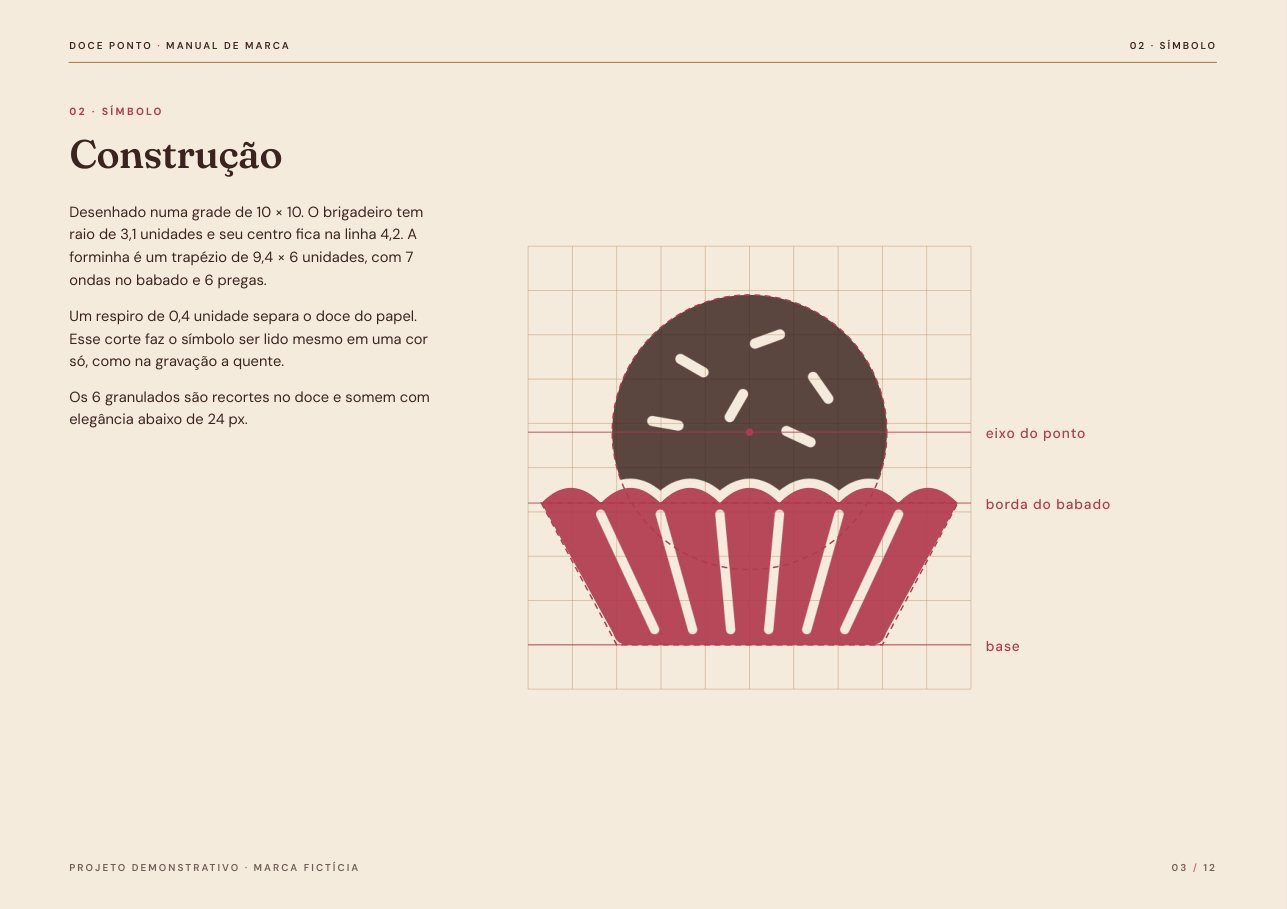 DOCE PONTO · MANUAL DE MARCA
02 · SÍMBOLO
02 · SÍMBOLO
Construção
Desenhado numa grade de 10 × 10. O brigadeiro tem
raio de 3,1 unidades e seu centro fica na linha 4,2. A
forminha é um trapézio de 9,4 × 6 unidades, com 7
ondas no babado e 6 pregas.
Um respiro de 0,4 unidade separa o doce do papel.
Esse corte faz o símbolo ser lido mesmo em uma cor
só, como na gravação a quente.
Os 6 granulados são recortes no doce e somem com
elegância abaixo de 24 px.
eixo do ponto
borda do babado
base
PROJETO DEMONSTRATIVO · MARCA FICTÍCIA
03 / 12